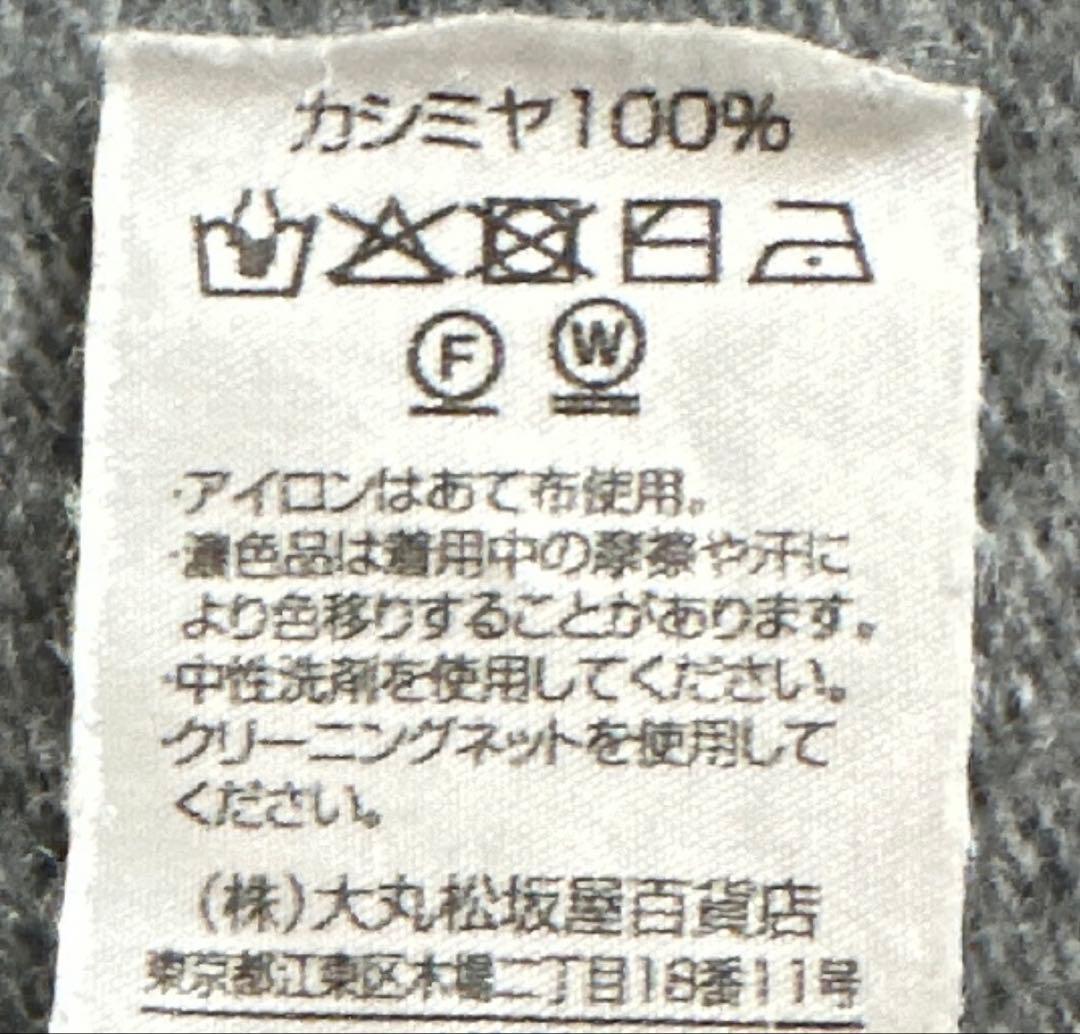 カシミヤ100%
F W
・アイロンはあて布使用。
・濃色品は着用中の摩擦や汗に
より色移りすることがあります。
・中性洗剤を使用してください。
・クリーニングネットを使用して
ください。
(株)大丸松坂屋百貨店
東京都江東区木場二丁目18番11号